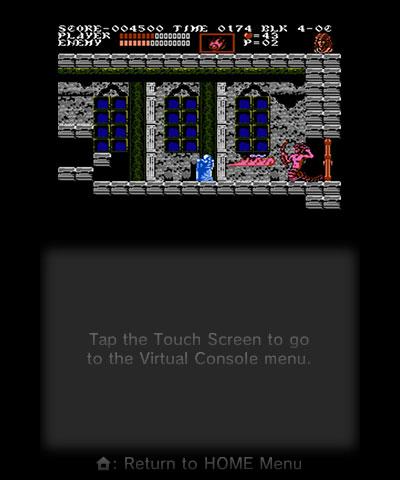 SCORE-004500 TIME 0174 BLK 4-0C
PLAYER =43
ENEMY P=02
Tap the Touch Screen to go
to the Virtual Console menu.
: Return to HOME Menu